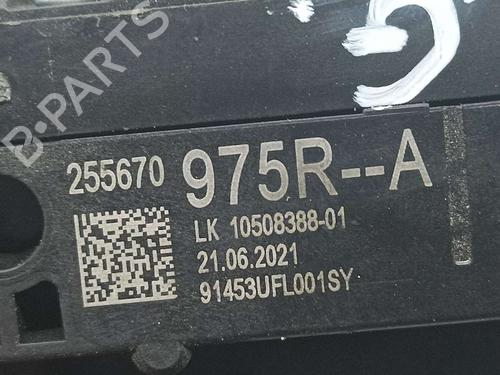 B-PARTS
255670 975R--A
LK 10508388-01
21.06.2021
91453UFL001SY